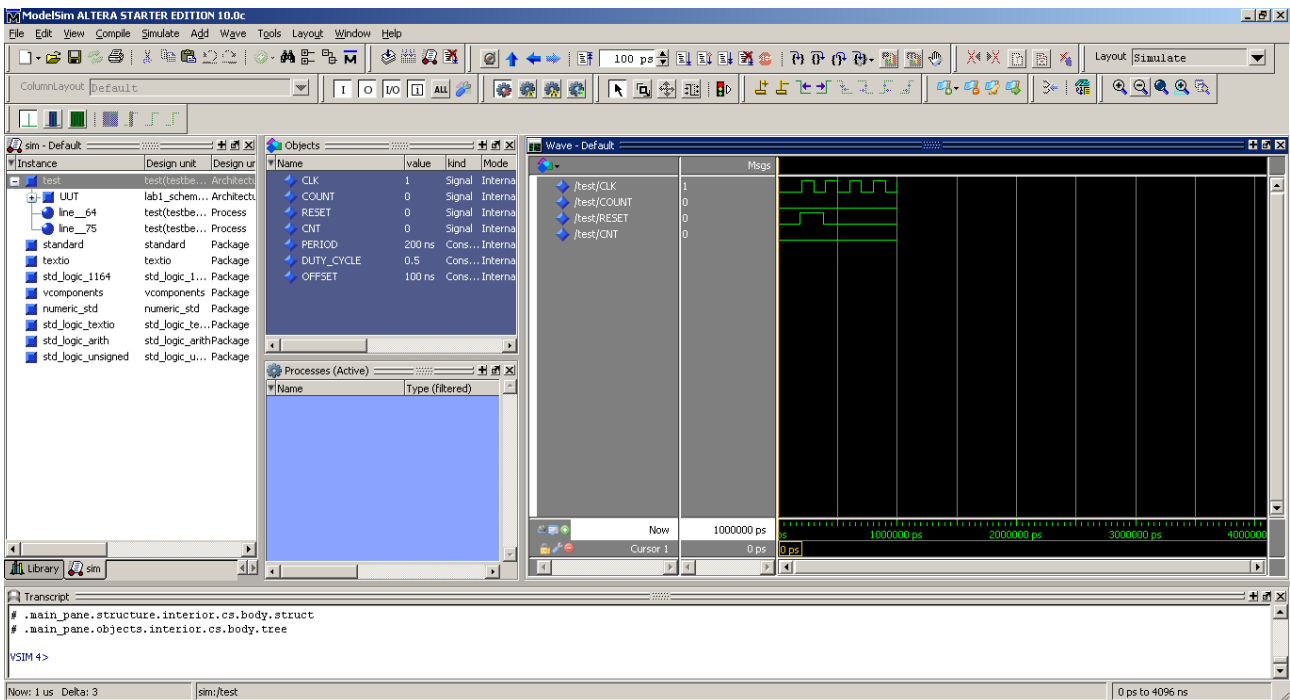 ModelSim ALTERA STARTER EDITION 10.0c
File Edit View Compile Simulate Add Wave Tools Layout Window Help
100 ps
Layout Simulate
ColumnLayout Default
I O I/O i ALL
sim - Default
Instance Design unit Design ur
test test(testbe... Architectu
UUT lab1_schem... Architectu
line__64 test(testbe... Process
line__75 test(testbe... Process
standard standard Package
textio textio Package
std_logic_1164 std_logic_1... Package
vcomponents vcomponents Package
numeric_std numeric_std Package
std_logic_textio std_logic_te... Package
std_logic_arith std_logic_arith Package
std_logic_unsigned std_logic_u... Package
Library sim
Objects
Name value kind Mode
CLK 1 Signal Interna
COUNT 0 Signal Interna
RESET 0 Signal Interna
CNT 0 Signal Interna
PERIOD 200 ns Cons... Interna
DUTY_CYCLE 0.5 Cons... Interna
OFFSET 100 ns Cons... Interna
Processes (Active)
Name Type (filtered)
Wave - Default
Msgs
/test/CLK 1
/test/COUNT 0
/test/RESET 0
/test/CNT 0
Now 1000000 ps ps 1000000 ps 2000000 ps 3000000 ps 4000000
Cursor 1 0 ps 0 ps
Transcript
# .main_pane.structure.interior.cs.body.struct
# .main_pane.objects.interior.cs.body.tree
VSIM 4>
Now: 1 us Delta: 3 sim:/test 0 ps to 4096 ns